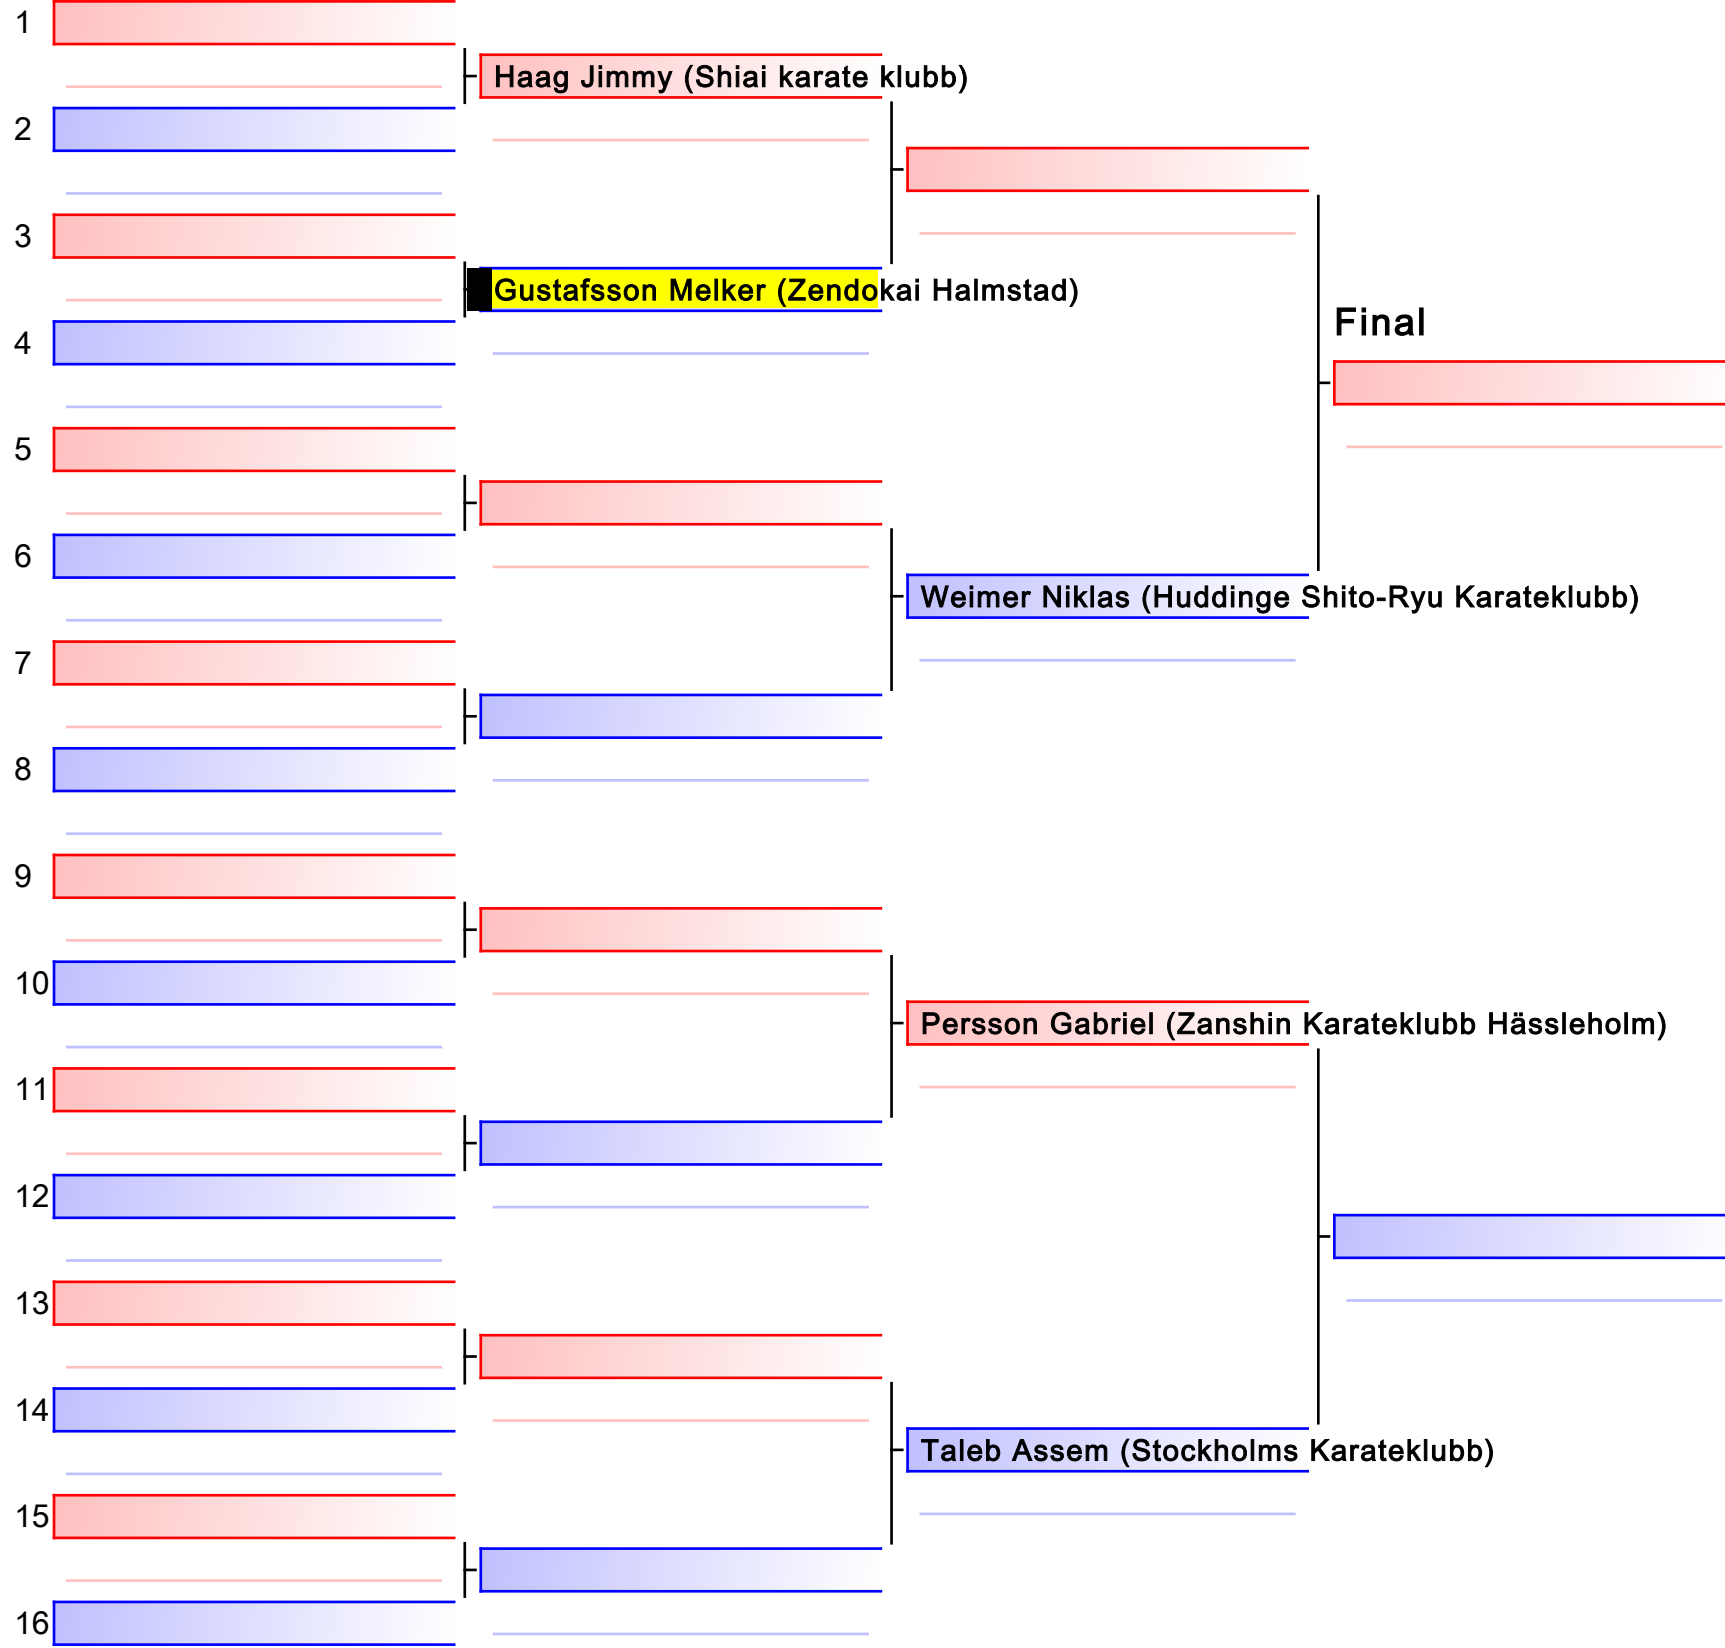 1
Haag Jimmy (Shiai karate klubb)
2
3
Gustafsson Melker (Zendokai Halmstad)
Final
4
5
6
Weimer Niklas (Huddinge Shito-Ryu Karateklubb)
7
8
9
10
Persson Gabriel (Zanshin Karateklubb Hässleholm)
11
12
13
14
Taleb Assem (Stockholms Karateklubb)
15
16